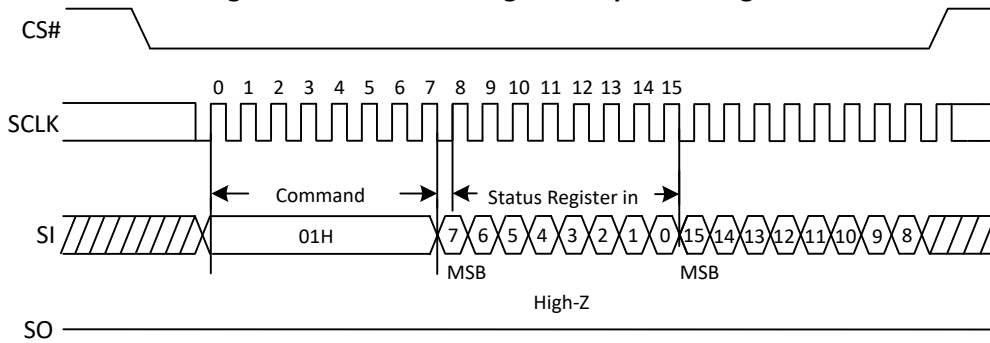 CS#
0 1 2 3 4 5 6 7 8 9 10 11 12 13 14 15
SCLK
Command Status Register in
SI 01H 7 6 5 4 3 2 1 0 15 14 13 12 11 10 9 8
MSB MSB
High-Z
SO